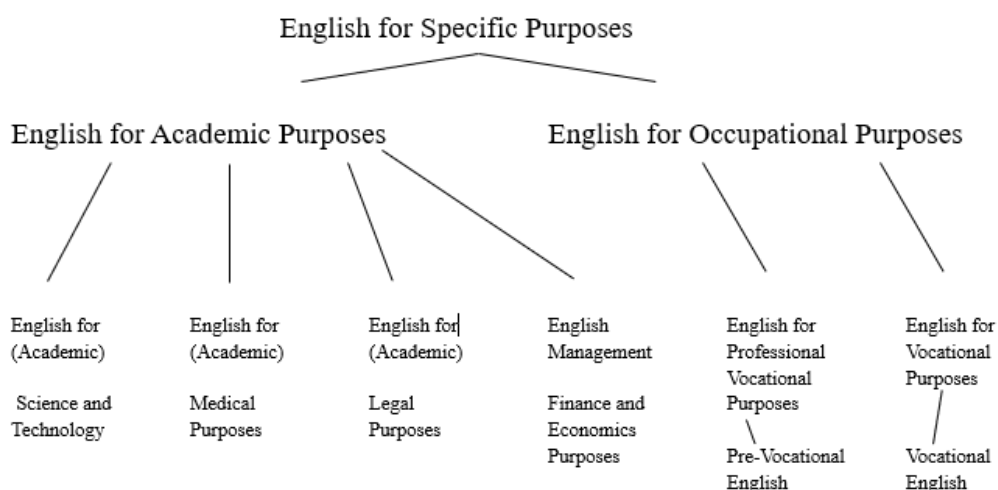 English for Specific Purposes
English for Academic Purposes
English for Occupational Purposes
English for
(Academic)
Science and
Technology
English for
(Academic)
Medical
Purposes
English for
(Academic)
Legal
Purposes
English
Management
Finance and
Economics
Purposes
English for
Professional
Vocational
Purposes
Pre-Vocational
English
English for
Vocational
Purposes
Vocational
English